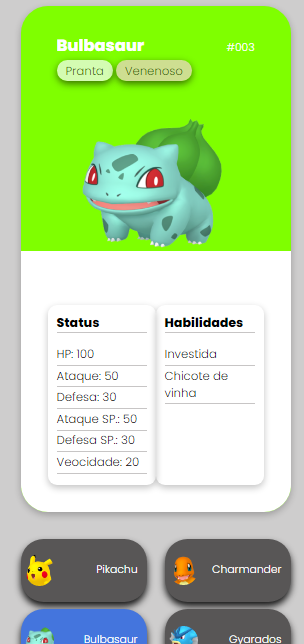 Bulbasaur #003
Pranta Venenoso
Status
HP: 100
Ataque: 50
Defesa: 30
Ataque SP.: 50
Defesa SP.: 30
Veocidade: 20
Habilidades
Investida
Chicote de
vinha
Pikachu
Charmander
Bulbasaur
Gyarados